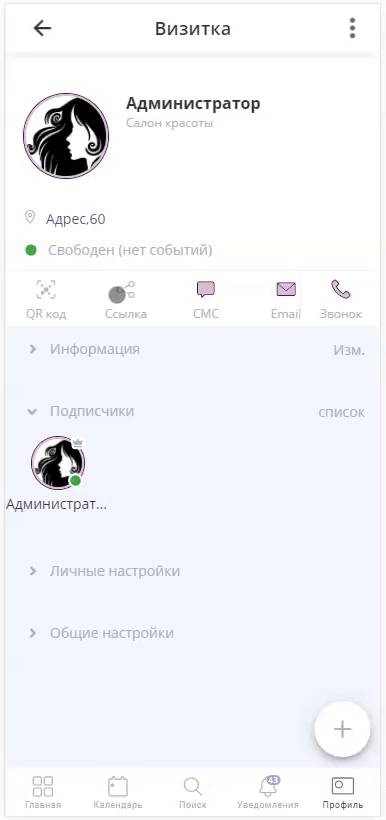 Визитка
Администратор
Салон красоты
Адрес,60
Свободен (нет событий)
QR код Ссылка СМС Email Звонок
Информация Изм.
Подписчики список
Администрат...
Личные настройки
Общие настройки
43
Главная Календарь Поиск Уведомления Профиль